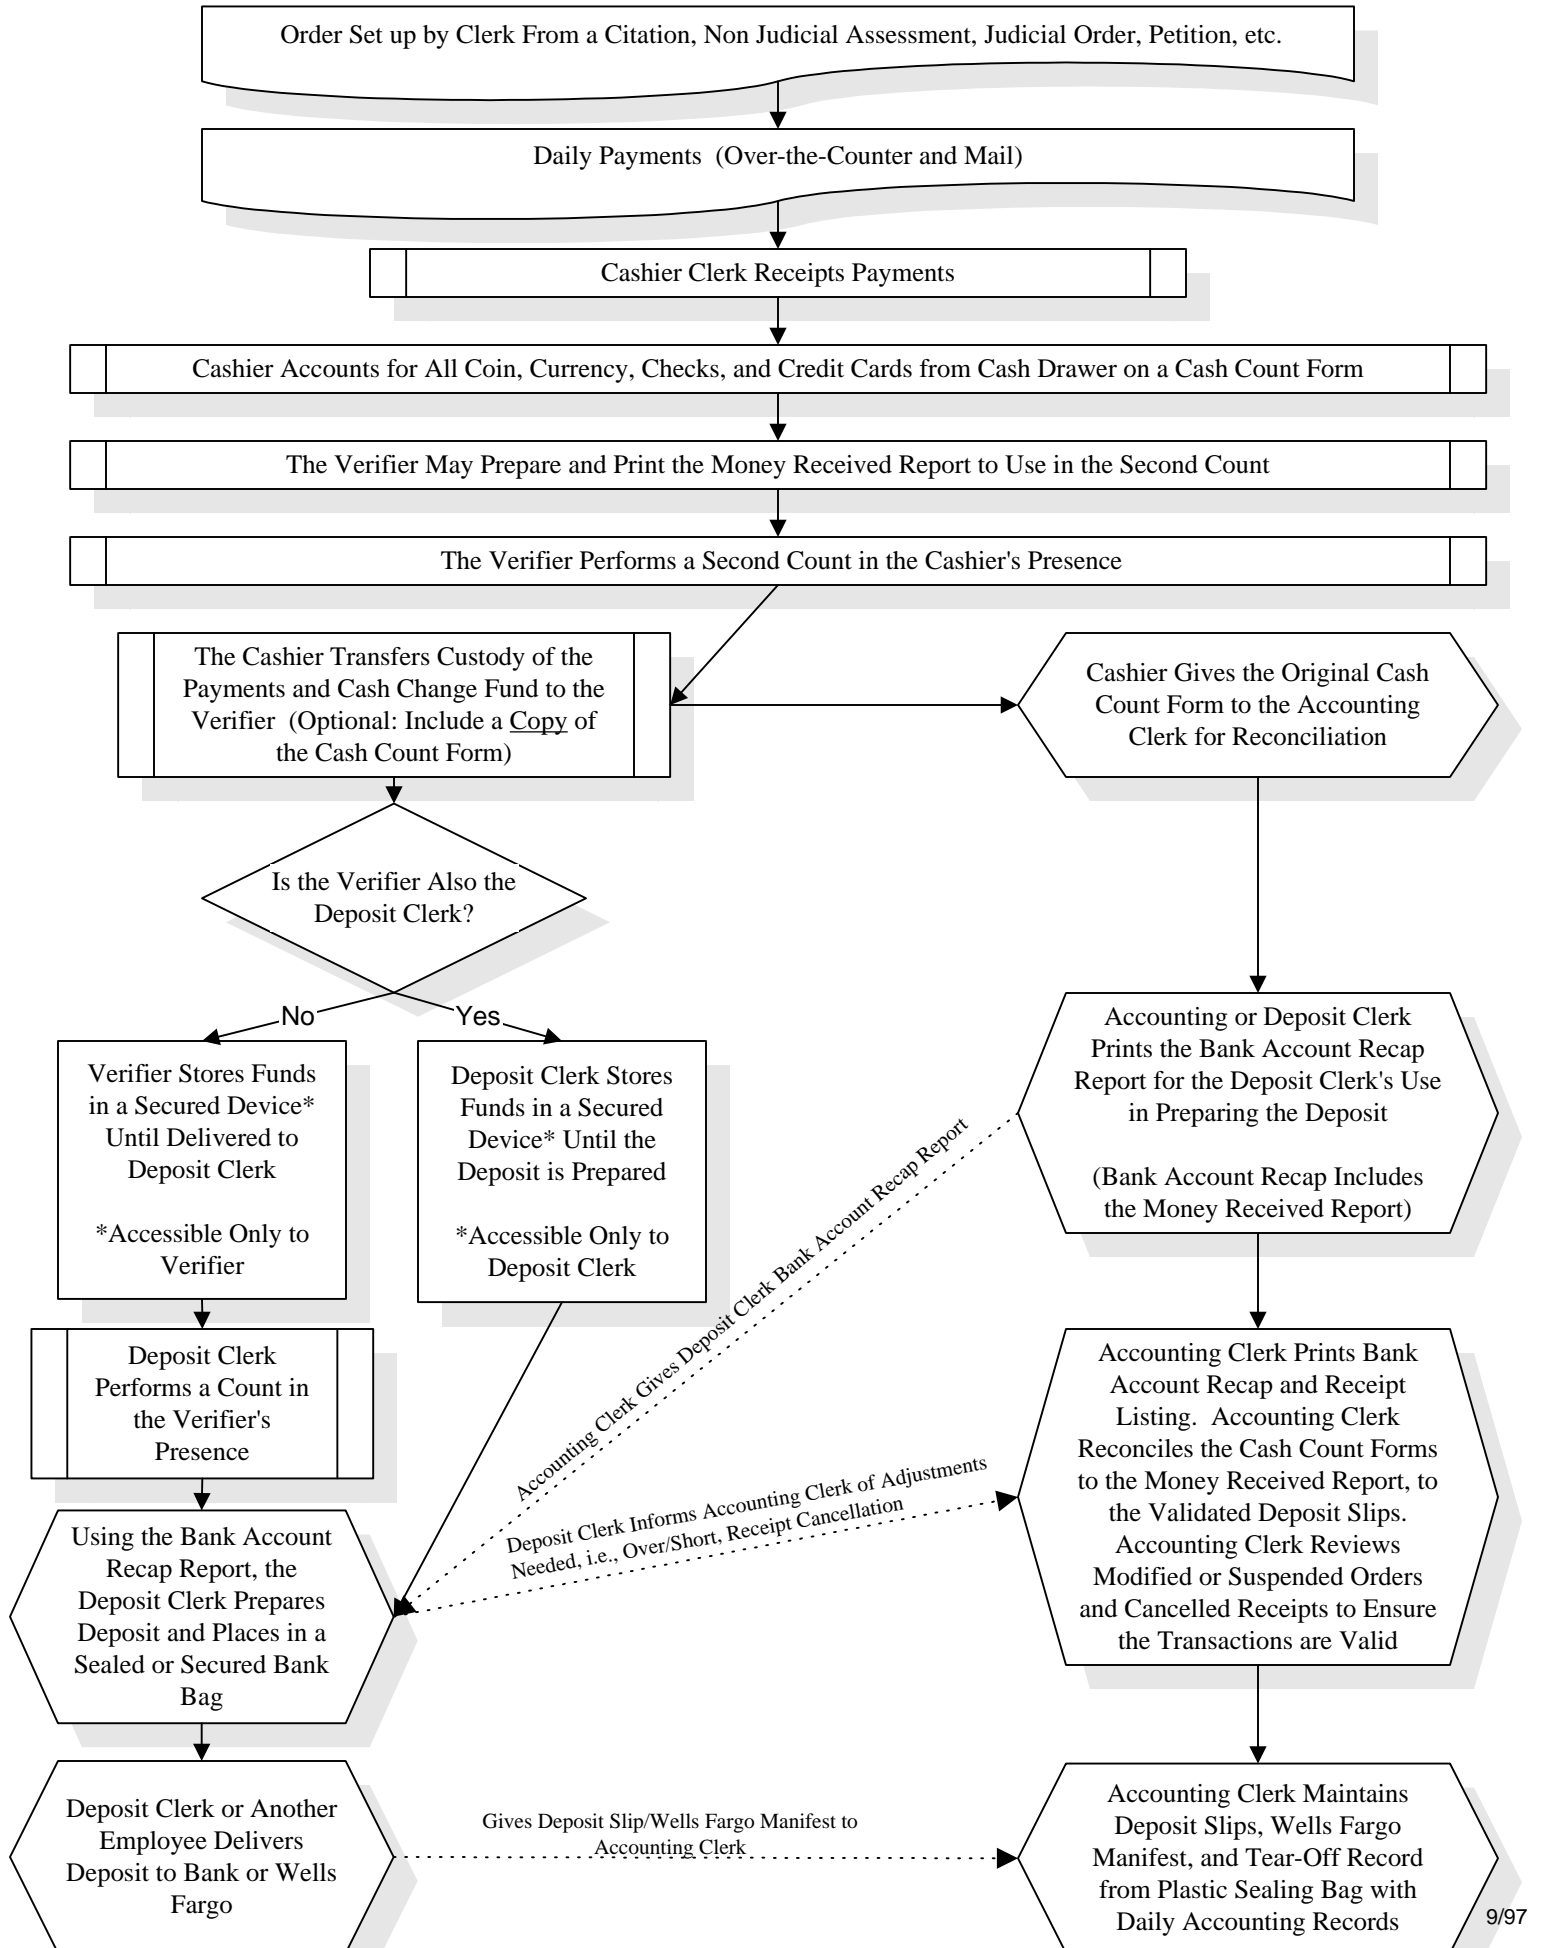 Order Set up by Clerk From a Citation, Non Judicial Assessment, Judicial Order, Petition, etc.
Daily Payments (Over-the-Counter and Mail)
Cashier Clerk Receipts Payments
Cashier Accounts for All Coin, Currency, Checks, and Credit Cards from Cash Drawer on a Cash Count Form
The Verifier May Prepare and Print the Money Received Report to Use in the Second Count
The Verifier Performs a Second Count in the Cashier's Presence
The Cashier Transfers Custody of the
Payments and Cash Change Fund to the
Verifier (Optional: Include a Copy of
the Cash Count Form)
Cashier Gives the Original Cash
Count Form to the Accounting
Clerk for Reconciliation
Is the Verifier Also the
Deposit Clerk?
No
Yes
Verifier Stores Funds
in a Secured Device*
Until Delivered to
Deposit Clerk
*Accessible Only to
Verifier
Deposit Clerk Stores
Funds in a Secured
Device* Until the
Deposit is Prepared
*Accessible Only to
Deposit Clerk
Accounting or Deposit Clerk
Prints the Bank Account Recap
Report for the Deposit Clerk's Use
in Preparing the Deposit
(Bank Account Recap Includes
the Money Received Report)
Accounting Clerk Gives Deposit Clerk Bank Account Recap Report
Deposit Clerk
Performs a Count in
the Verifier's
Presence
Deposit Clerk Informs Accounting Clerk of Adjustments
Needed, i.e., Over/Short, Receipt Cancellation
Accounting Clerk Prints Bank
Account Recap and Receipt
Listing. Accounting Clerk
Reconciles the Cash Count Forms
to the Money Received Report, to
the Validated Deposit Slips.
Accounting Clerk Reviews
Modified or Suspended Orders
and Cancelled Receipts to Ensure
the Transactions are Valid
Using the Bank Account
Recap Report, the
Deposit Clerk Prepares
Deposit and Places in a
Sealed or Secured Bank
Bag
Deposit Clerk or Another
Employee Delivers
Deposit to Bank or Wells
Fargo
Gives Deposit Slip/Wells Fargo Manifest to
Accounting Clerk
Accounting Clerk Maintains
Deposit Slips, Wells Fargo
Manifest, and Tear-Off Record
from Plastic Sealing Bag with
Daily Accounting Records
9/97